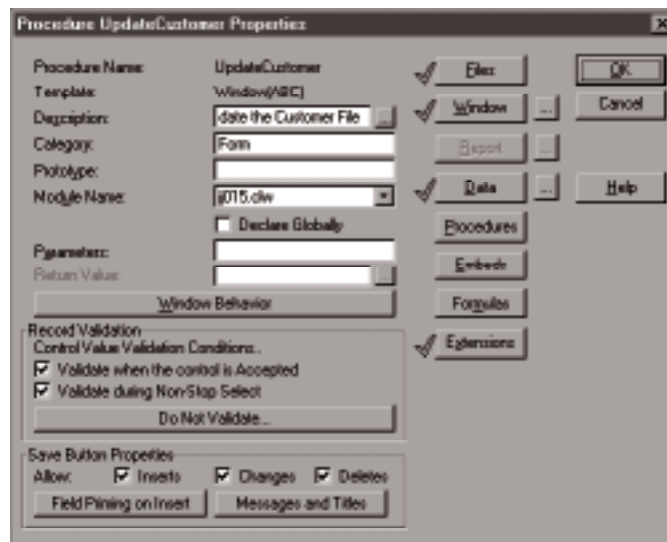 Procedure UpdateCustomer Properties
Procedure Name: UpdateCustomer
Template: Window(ABC)
Description: date the Customer File ...
Category: Form
Prototype:
Module Name: jj015.clw
Declare Globally
Parameters:
Return Value: ...
Window Behavior
Record Validation
Control Value Validation Conditions..
Validate when the control is Accepted
Validate during Non-Stop Select
Do Not Validate...
Save Button Properties
Allow: Inserts Changes Deletes
Field Priming on Insert Messages and Titles
Files
Window ...
Report ...
Data ...
Procedures
Embeds
Formulas
Extensions
OK
Cancel
Help